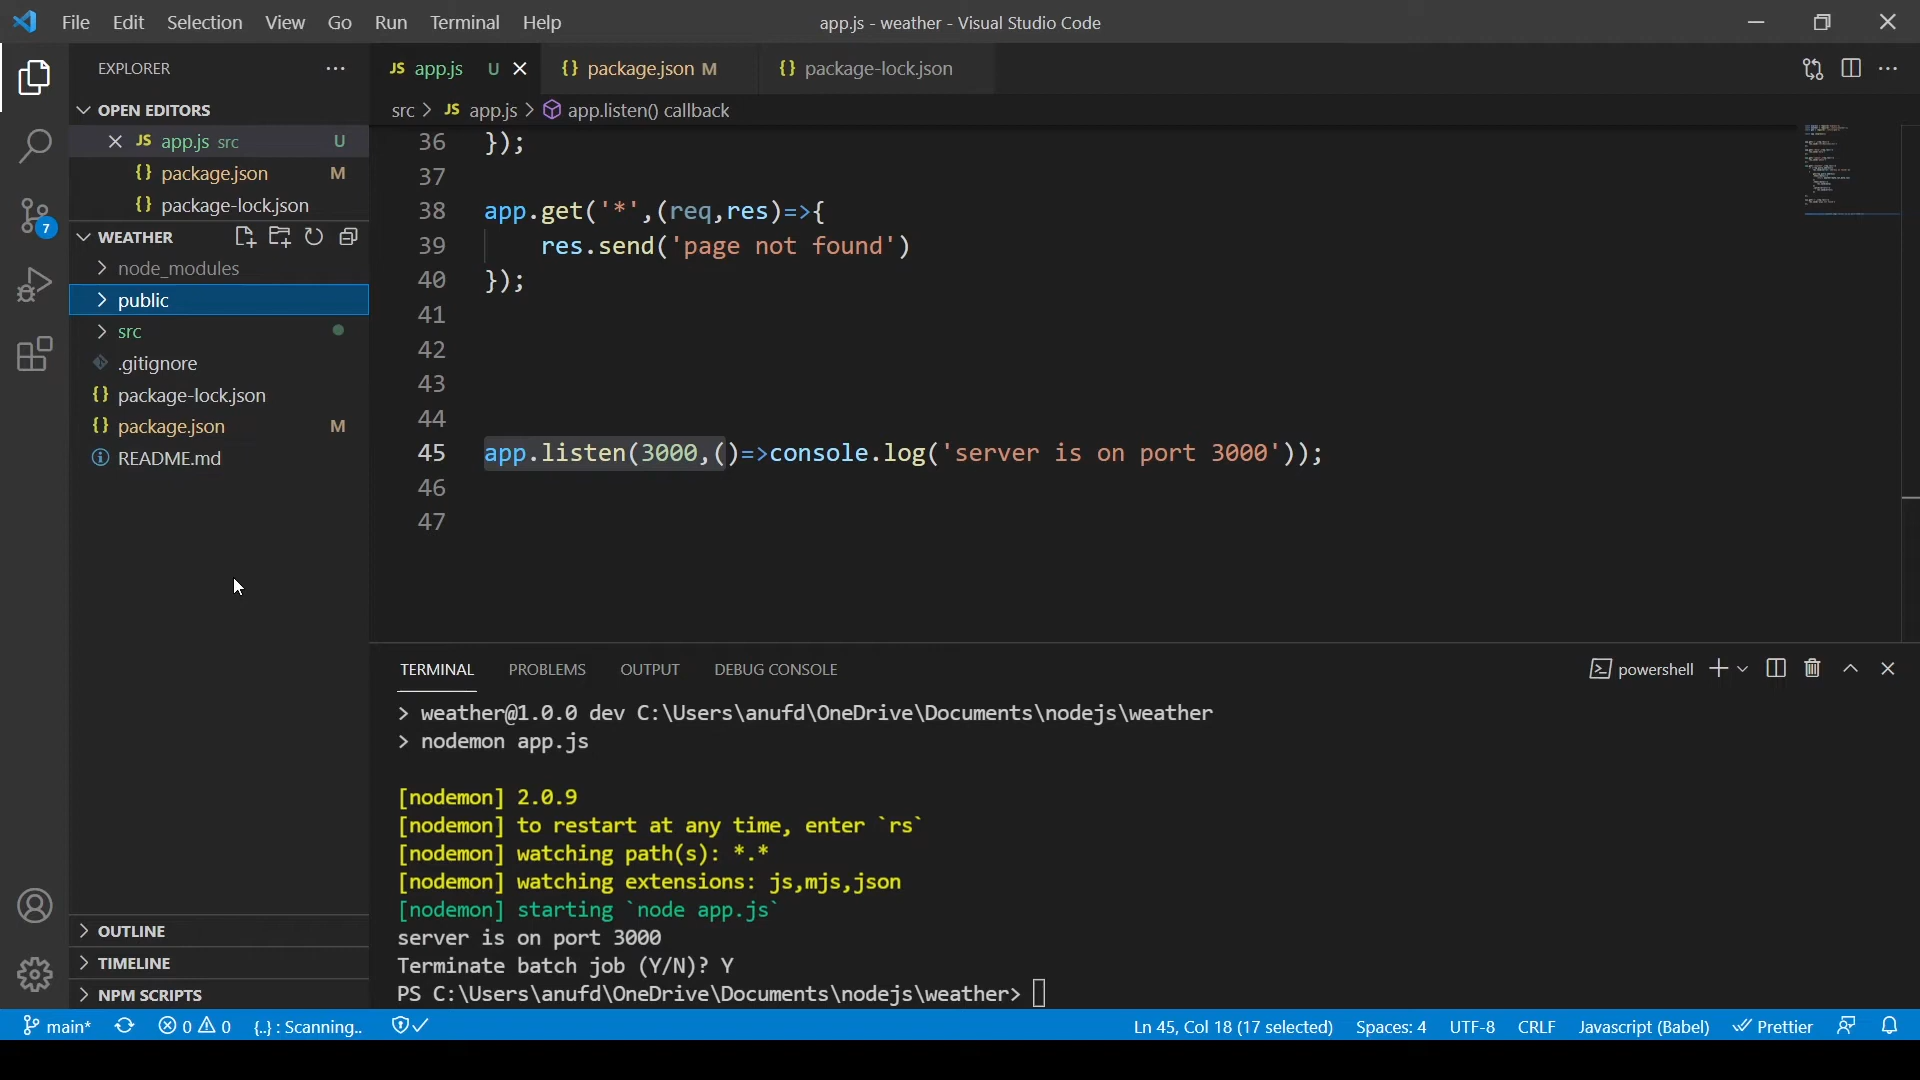 File Edit Selection View Go Run Terminal Help
app.js - weather - Visual Studio Code
EXPLORER
OPEN EDITORS
JS app.js src U
{} package.json M
{} package-lock.json
WEATHER
node_modules
public
src
.gitignore
{} package-lock.json
{} package.json M
README.md
OUTLINE
TIMELINE
NPM SCRIPTS
7
JS app.js U
{} package.json M
{} package-lock.json
src > JS app.js > app.listen() callback
36 });
37
38 app.get('*',(req,res)=>{
39 res.send('page not found')
40 });
41
42
43
44
45 app.listen(3000,()=>console.log('server is on port 3000'));
46
47
TERMINAL PROBLEMS OUTPUT DEBUG CONSOLE
powershell
> weather@1.0.0 dev C:\Users\anufd\OneDrive\Documents\nodejs\weather
> nodemon app.js
[nodemon] 2.0.9
[nodemon] to restart at any time, enter `rs`
[nodemon] watching path(s): *.*
[nodemon] watching extensions: js,mjs,json
[nodemon] starting `node app.js`
server is on port 3000
Terminate batch job (Y/N)? Y
PS C:\Users\anufd\OneDrive\Documents\nodejs\weather>
main* 0 0 {..} : Scanning.. Ln 45, Col 18 (17 selected) Spaces: 4 UTF-8 CRLF Javascript (Babel) Prettier